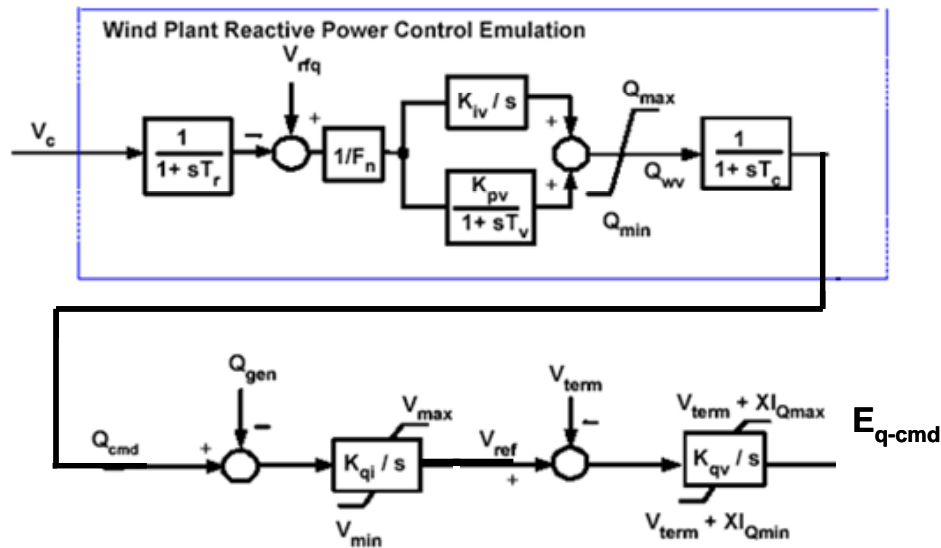 Wind Plant Reactive Power Control Emulation
V_rfq
V_c
1
1+ sT_r
−
+
1/F_n
K_iv / s
K_pv
1+ sT_v
+
+
Q_max
Q_wv
Q_min
1
1+ sT_c
Q_gen
−
Q_cmd
+
V_max
K_qi / s
V_min
V_ref
+
V_term
−
V_term + XI_Qmax
K_qv / s
V_term + XI_Qmin
E_q-cmd